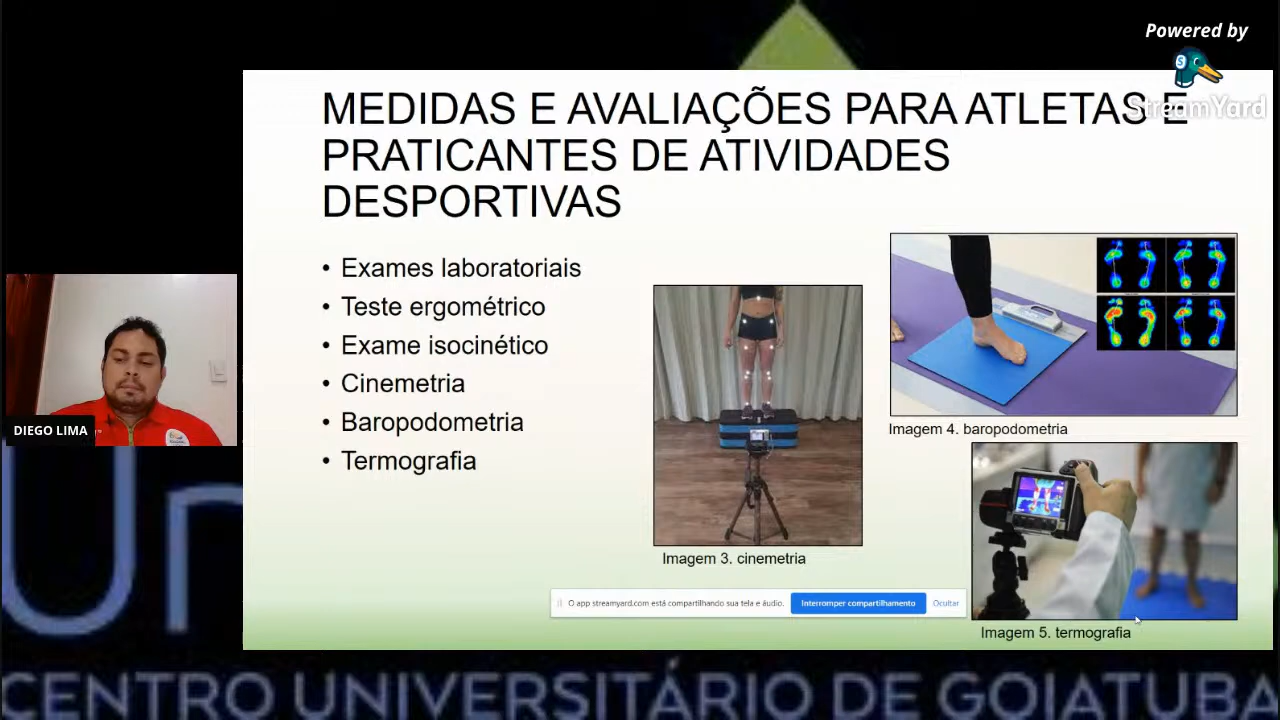 Powered by
StreamYard
MEDIDAS E AVALIAÇÕES PARA ATLETAS E
PRATICANTES DE ATIVIDADES
DESPORTIVAS
• Exames laboratoriais
• Teste ergométrico
• Exame isocinético
• Cinemetria
• Baropodometria
• Termografia
Imagem 3. cinemetria
Imagem 4. baropodometria
Imagem 5. termografia
O app streamyard.com está compartilhando sua tela e áudio.
Interromper compartilhamento
Ocultar
DIEGO LIMA
Un
CENTRO UNIVERSITÁRIO DE GOIATUBA